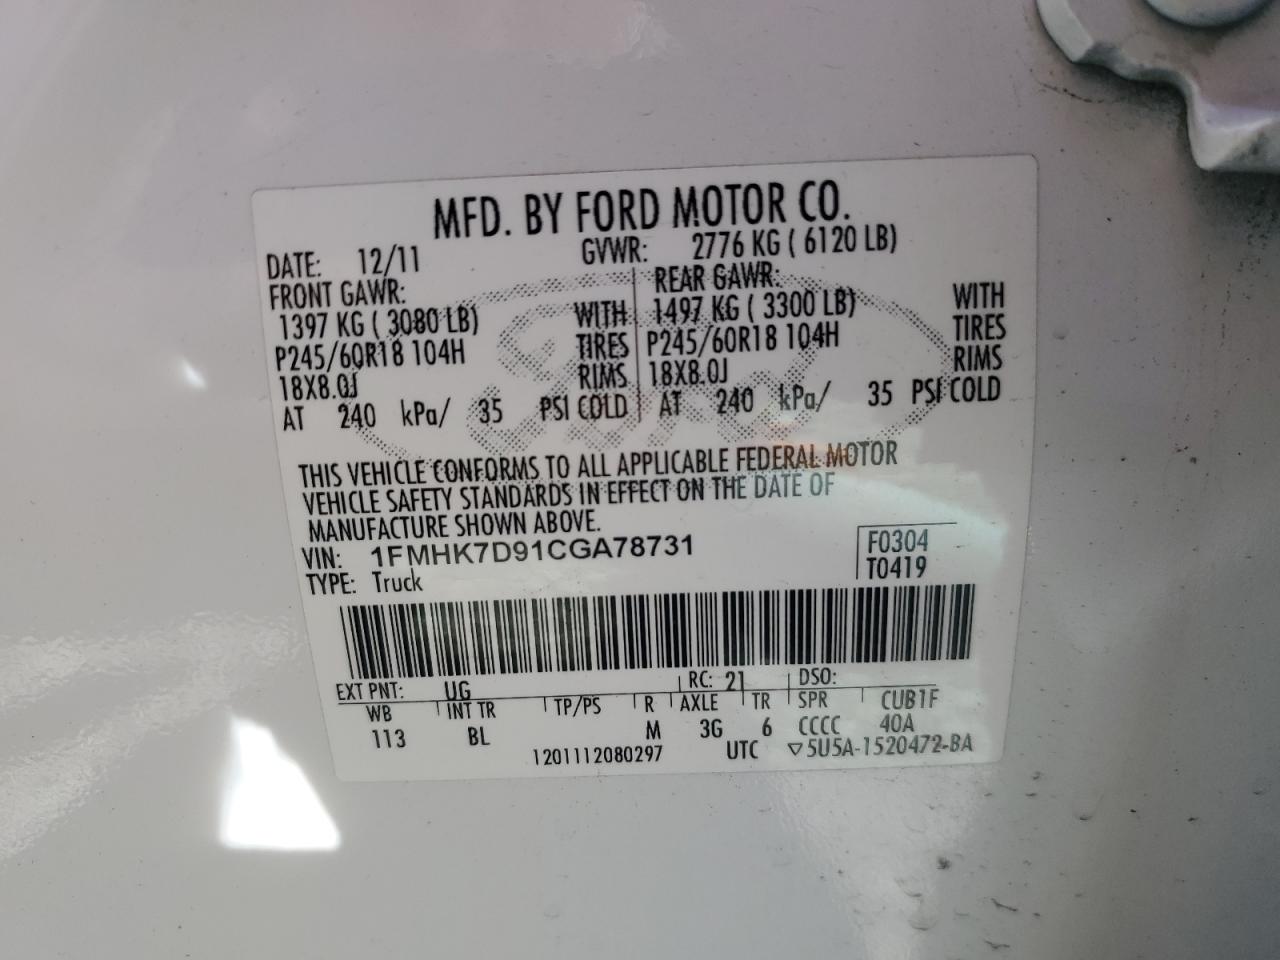 MFD. BY FORD MOTOR CO.
DATE: 12/11 GVWR: 2776 KG ( 6120 LB)
FRONT GAWR: REAR GAWR:
1397 KG ( 3080 LB) WITH 1497 KG ( 3300 LB) WITH
P245/60R18 104H TIRES P245/60R18 104H TIRES
18X8.0J RIMS 18X8.0J RIMS
AT 240 kPa/ 35 PSI COLD AT 240 kPa/ 35 PSI COLD
Ford
THIS VEHICLE CONFORMS TO ALL APPLICABLE FEDERAL MOTOR
VEHICLE SAFETY STANDARDS IN EFFECT ON THE DATE OF
MANUFACTURE SHOWN ABOVE.
VIN: 1FMHK7D91CGA78731 F0304
TYPE: Truck T0419
EXT PNT: UG RC: 21 DSO:
WB INT TR TP/PS R AXLE TR SPR CUB1F
113 BL M 3G 6 CCCC 40A
1201112080297 UTC ▽5U5A-1520472-BA